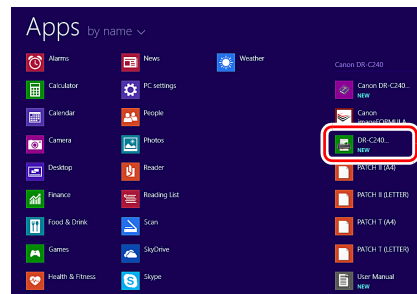 Apps by name
Alarms
Calculator
Calendar
Camera
Desktop
Finance
Food & Drink
Games
Health & Fitness
News
PC settings
People
Photos
Reader
Reading List
Scan
SkyDrive
Skype
Weather
Canon DR-C240
Canon DR-C240...
NEW
Canon
imageFORMULA
DR-C240...
NEW
PATCH II (A4)
PATCH II (LETTER)
PATCH T (A4)
PATCH T (LETTER)
User Manual
NEW